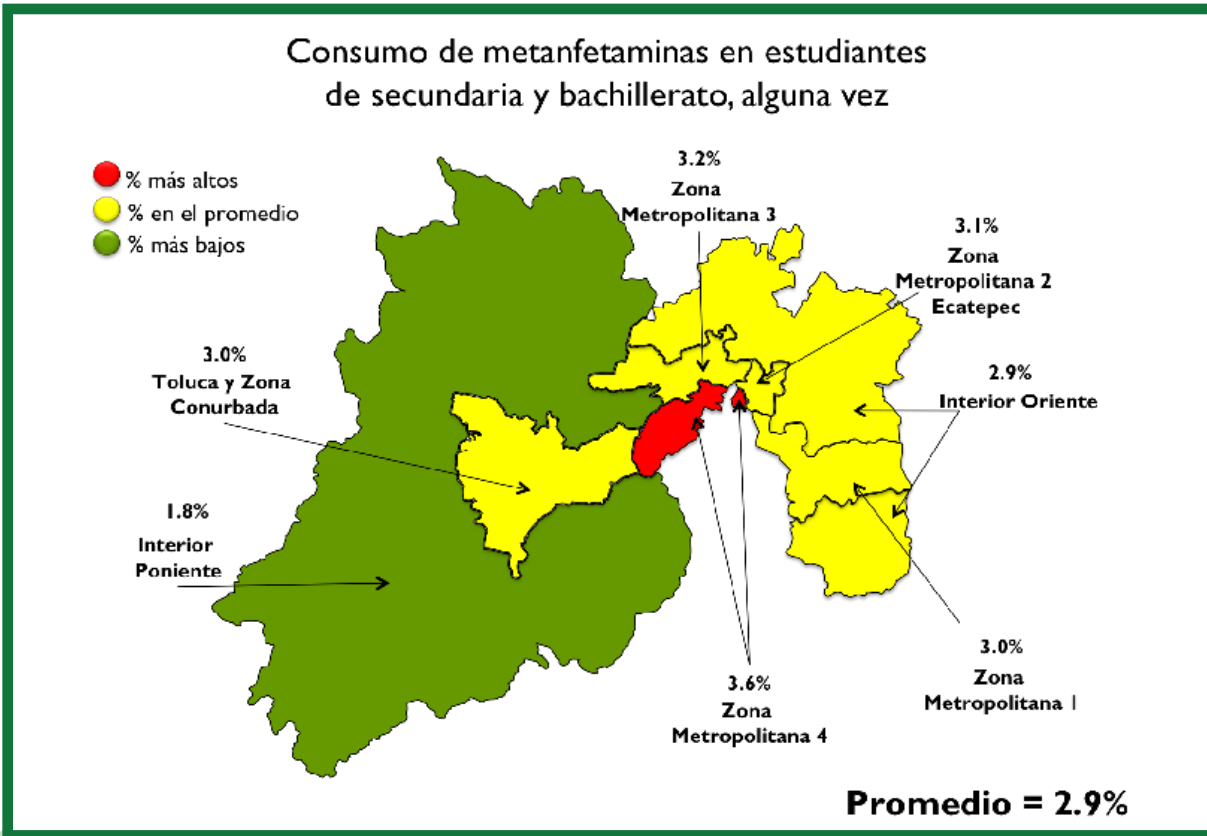 Consumo de metanfetaminas en estudiantes
de secundaria y bachillerato, alguna vez
% más altos
% en el promedio
% más bajos
3.2%
Zona
Metropolitana 3
3.1%
Zona
Metropolitana 2
Ecatepec
3.0%
Toluca y Zona
Conurbada
2.9%
Interior Oriente
1.8%
Interior
Poniente
3.6%
Zona
Metropolitana 4
3.0%
Zona
Metropolitana 1
Promedio = 2.9%